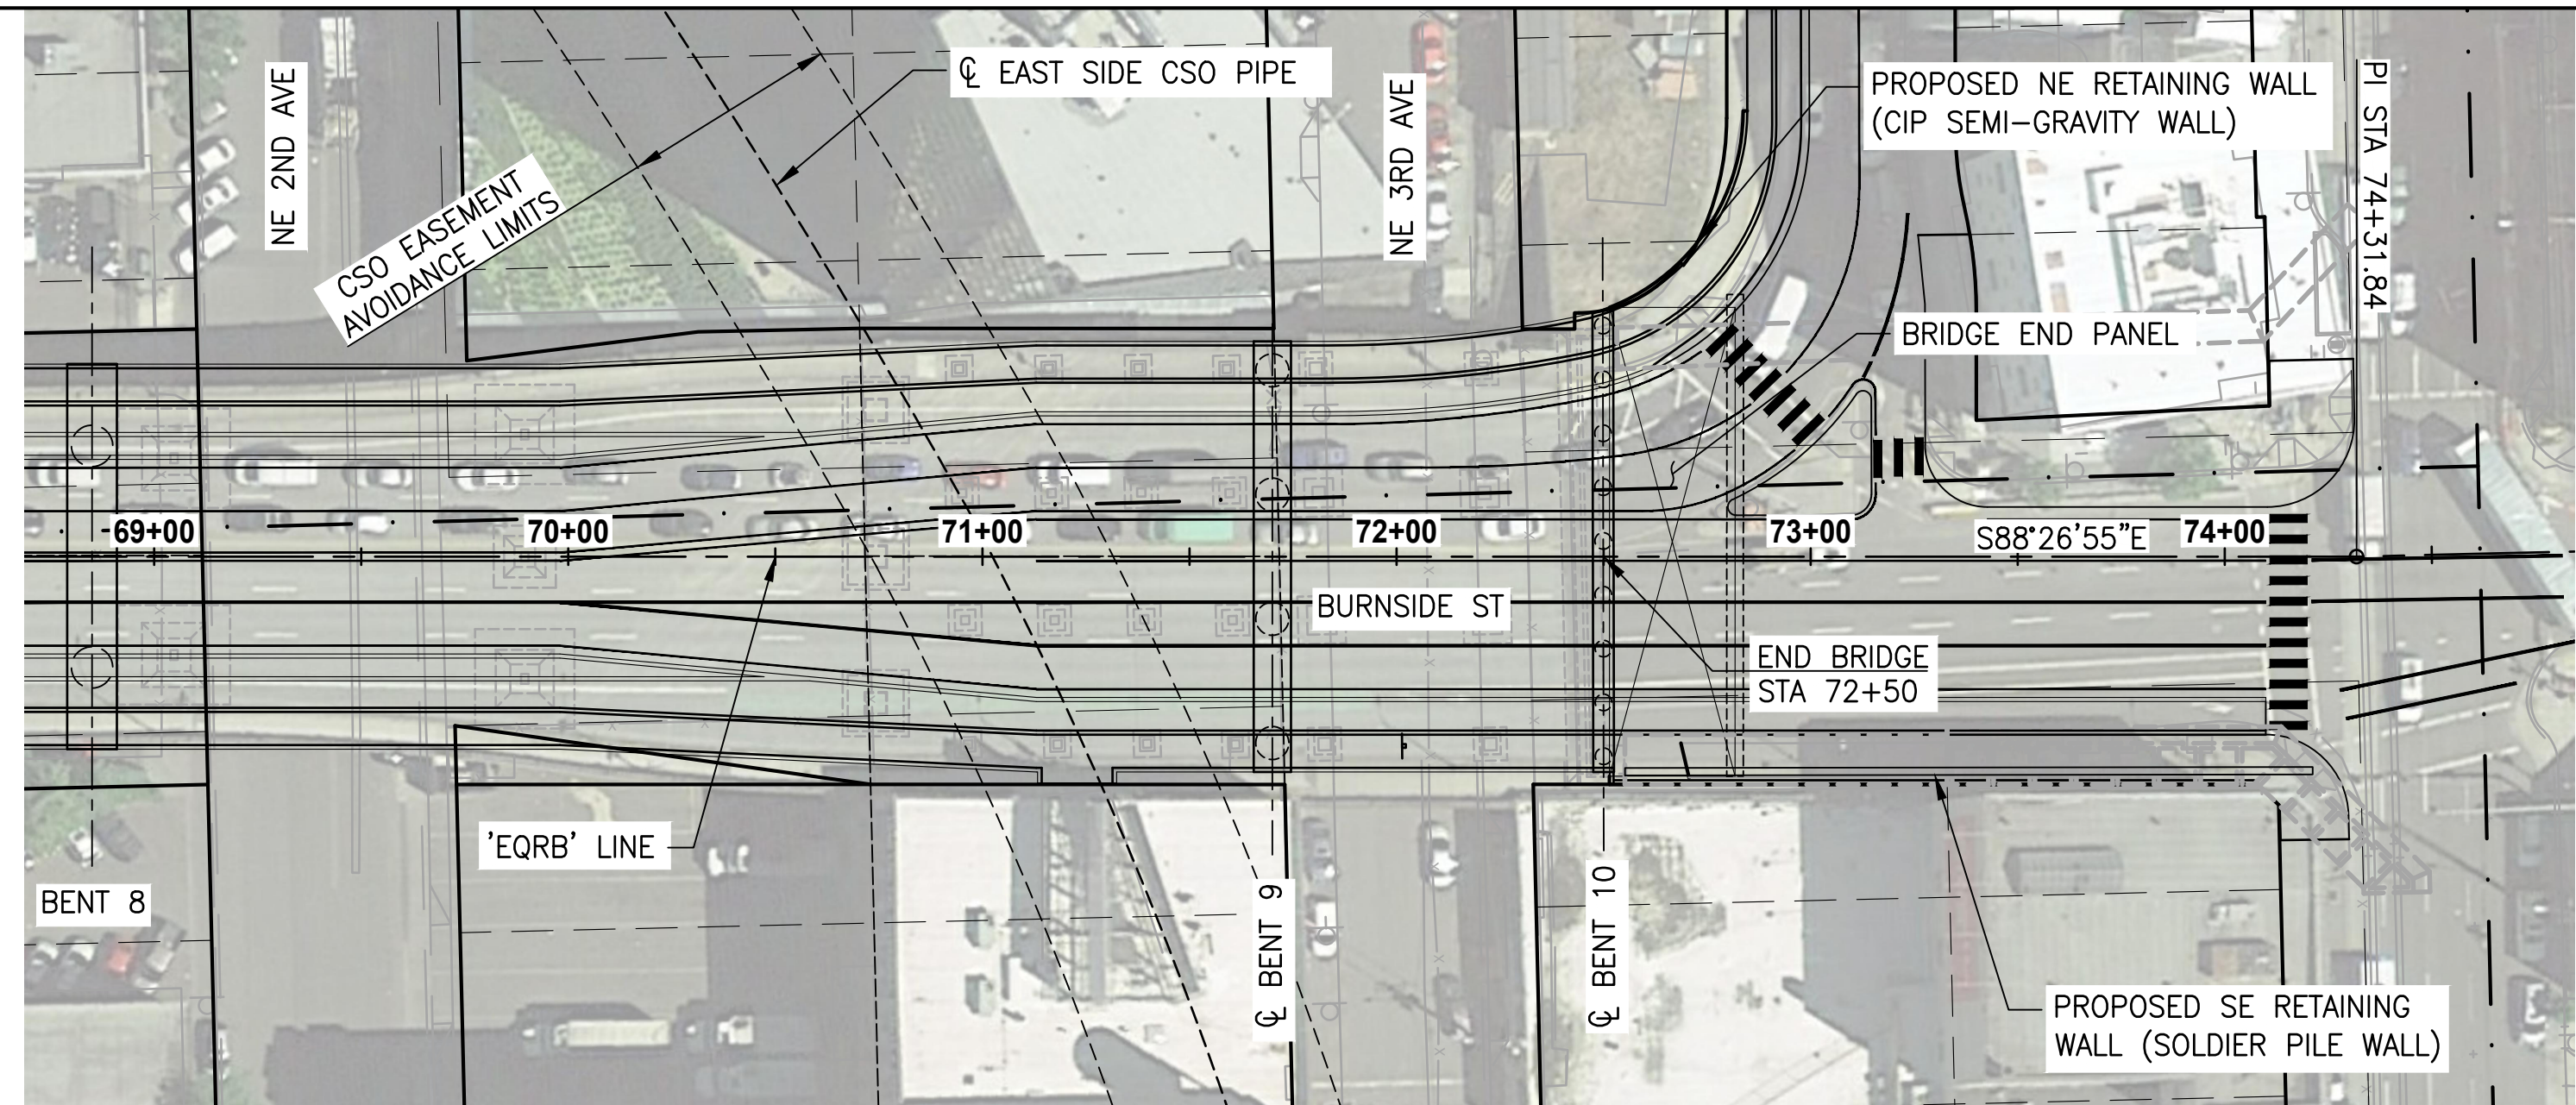 NE 2ND AVE
℄ EAST SIDE CSO PIPE
NE 3RD AVE
PROPOSED NE RETAINING WALL
(CIP SEMI-GRAVITY WALL)
PI STA 74+31.84
CSO EASEMENT
AVOIDANCE LIMITS
BRIDGE END PANEL
69+00
70+00
71+00
72+00
73+00
S88°26'55"E
74+00
BURNSIDE ST
END BRIDGE
STA 72+50
'EQRB' LINE
BENT 8
℄ BENT 9
℄ BENT 10
PROPOSED SE RETAINING
WALL (SOLDIER PILE WALL)